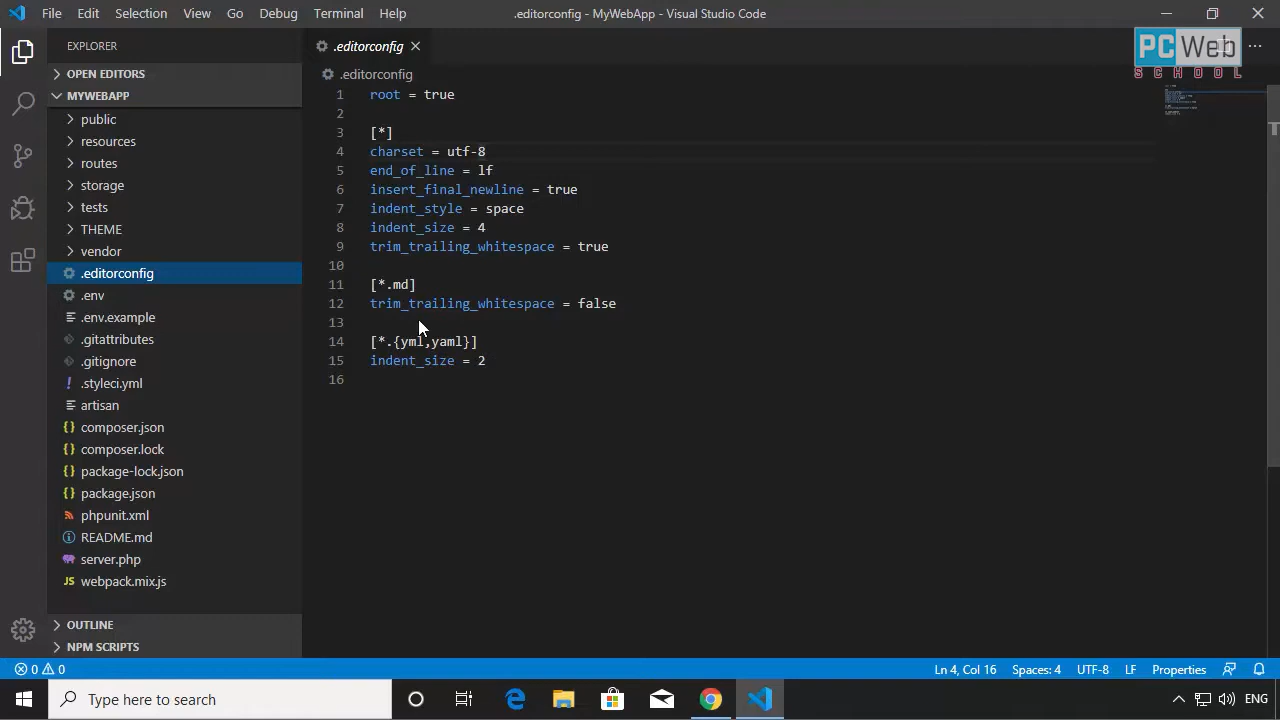 File Edit Selection View Go Debug Terminal Help
.editorconfig - MyWebApp - Visual Studio Code
EXPLORER
OPEN EDITORS
MYWEBAPP
public
resources
routes
storage
tests
THEME
vendor
.editorconfig
.env
.env.example
.gitattributes
.gitignore
.styleci.yml
artisan
composer.json
composer.lock
package-lock.json
package.json
phpunit.xml
README.md
server.php
webpack.mix.js
OUTLINE
NPM SCRIPTS
.editorconfig
.editorconfig
PC Web
SCHOOL
1 root = true
2
3 [*]
4 charset = utf-8
5 end_of_line = lf
6 insert_final_newline = true
7 indent_style = space
8 indent_size = 4
9 trim_trailing_whitespace = true
10
11 [*.md]
12 trim_trailing_whitespace = false
13
14 [*.{yml,yaml}]
15 indent_size = 2
16
0 0
Ln 4, Col 16 Spaces: 4 UTF-8 LF Properties
Type here to search
ENG